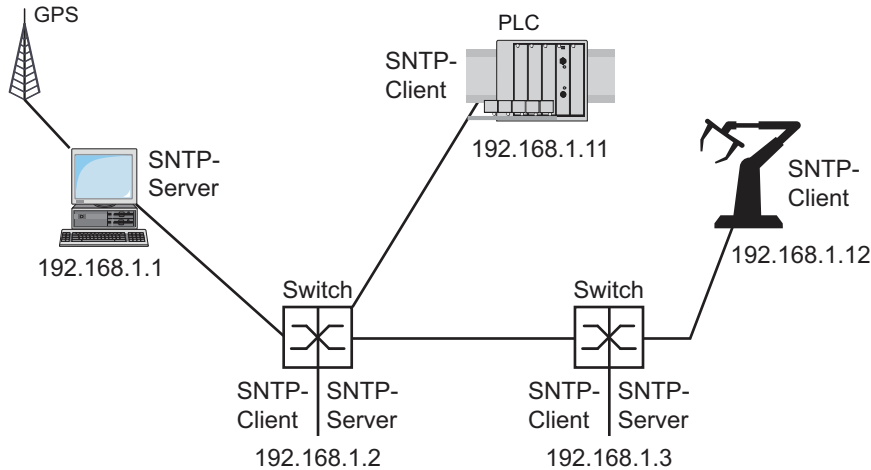 GPS
PLC
SNTP-
Client
192.168.1.11
SNTP-
Server
192.168.1.1
SNTP-
Client
192.168.1.12
Switch
SNTP-
Client
SNTP-
Server
192.168.1.2
Switch
SNTP-
Client
SNTP-
Server
192.168.1.3